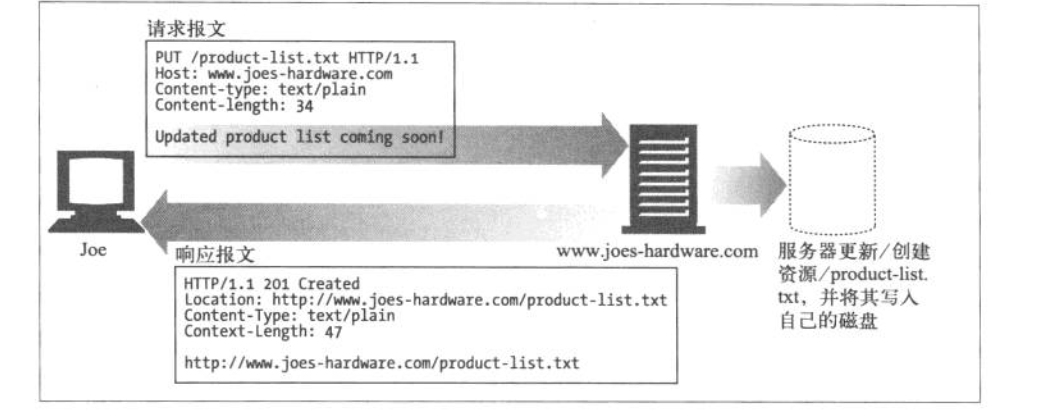 请求报文
PUT /product-list.txt HTTP/1.1
Host: www.joes-hardware.com
Content-type: text/plain
Content-length: 34
Updated product list coming soon!
Joe
www.joes-hardware.com
服务器更新/创建
资源/product-list.
txt，并将其写入
自己的磁盘
响应报文
HTTP/1.1 201 Created
Location: http://www.joes-hardware.com/product-list.txt
Content-Type: text/plain
Context-Length: 47
http://www.joes-hardware.com/product-list.txt